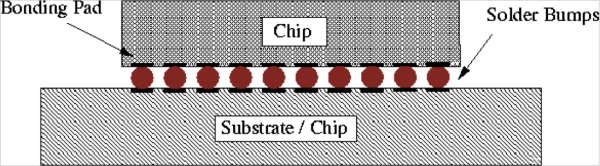 Bonding Pad
Solder Bumps
Chip
Substrate / Chip